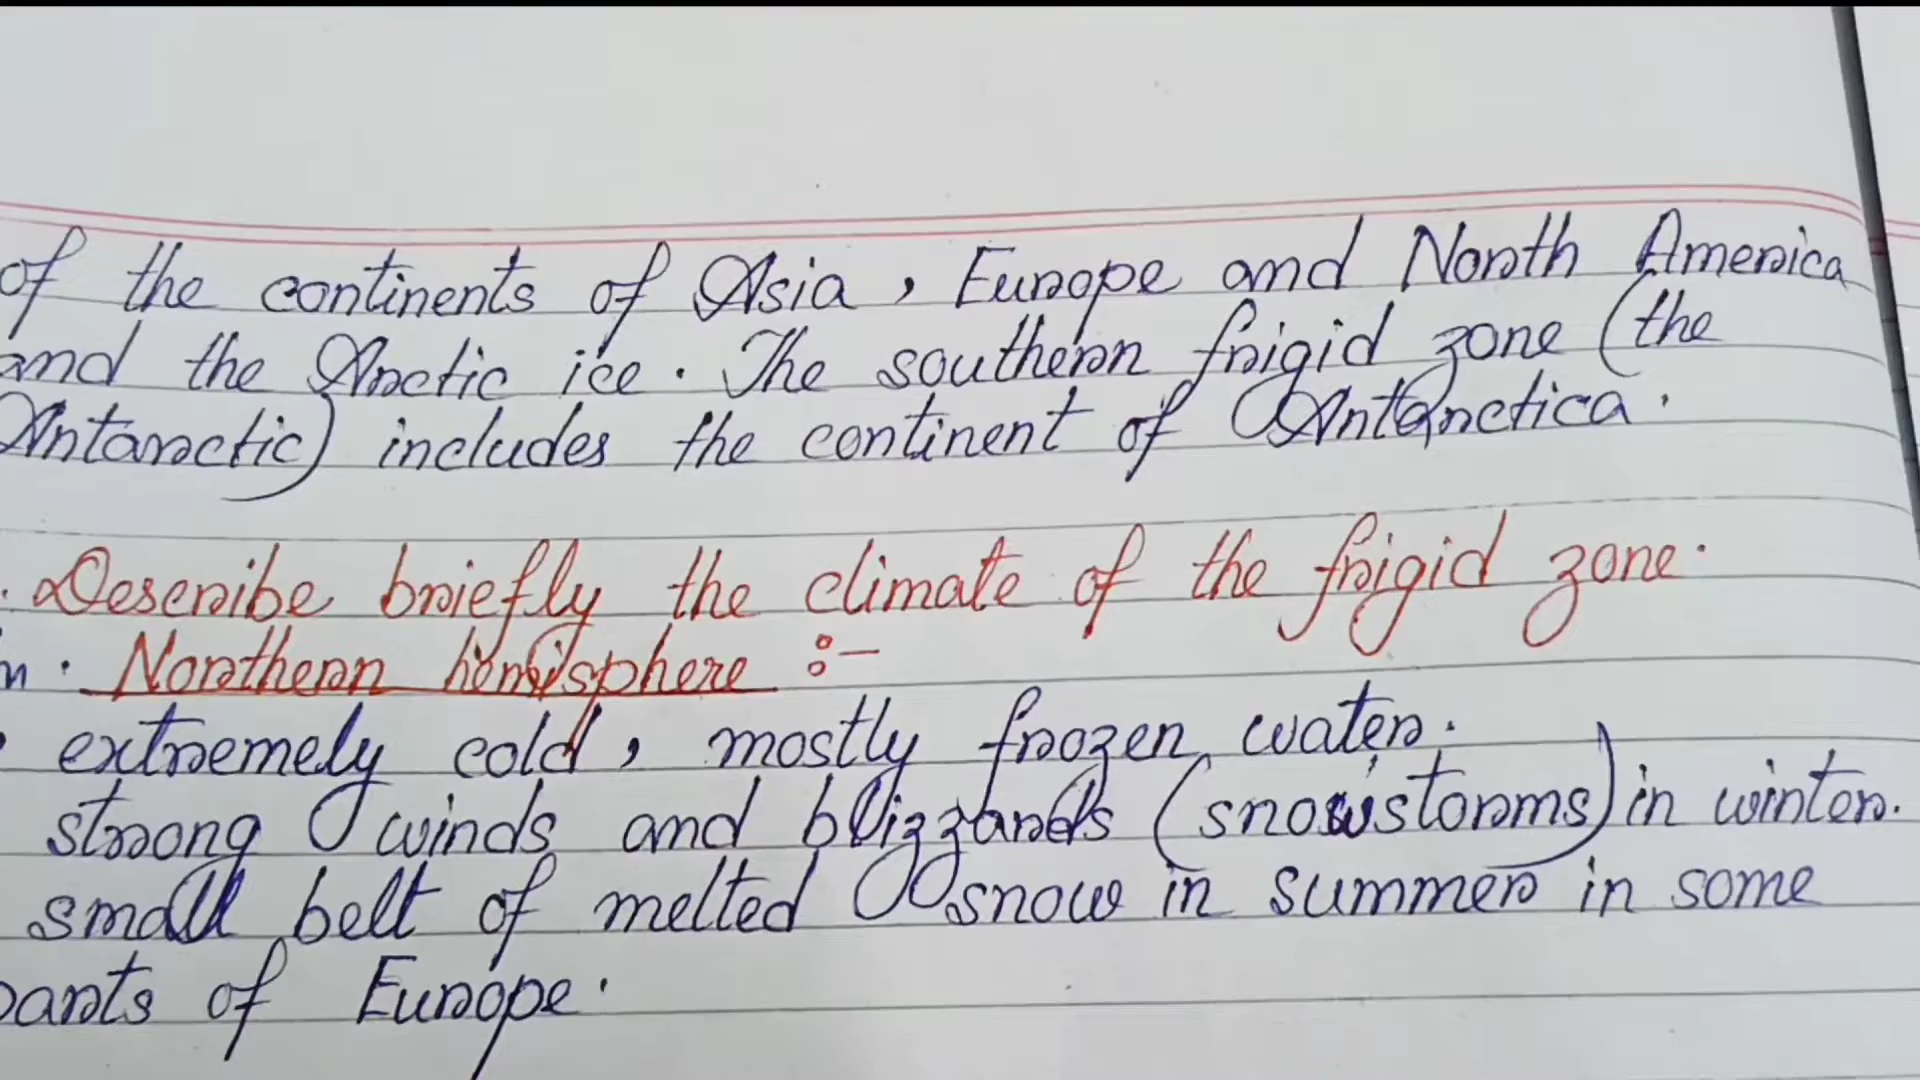 of the continents of Asia, Europe and North America
and the Arctic ice. The southern frigid zone (the
Antarctic) includes the continent of Antarctica.
. Describe briefly the climate of the frigid zone.
. Northern hemisphere :-
extremely cold, mostly frozen water.
strong winds and blizzards (snowstorms) in winter.
small belt of melted snow in summer in some
parts of Europe.